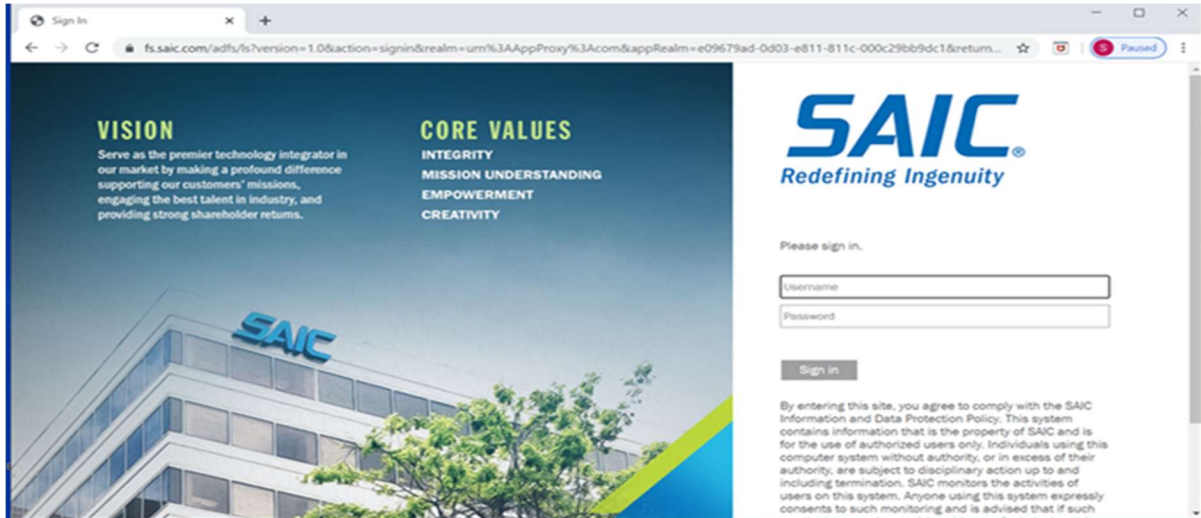 Sign In
fs.saic.com/adfs/ls?version=1.0&action=signin&realm=urn%3AAppProxy%3Acom&appRealm=e09679ad-0d03-e811-811c-000c29bb9dc1&return...
S Paused
VISION
Serve as the premier technology integrator in
our market by making a profound difference
supporting our customers' missions,
engaging the best talent in industry, and
providing strong shareholder returns.
CORE VALUES
INTEGRITY
MISSION UNDERSTANDING
EMPOWERMENT
CREATIVITY
SAIC
SAIC®
Redefining Ingenuity
Please sign in.
Username
Password
Sign in
By entering this site, you agree to comply with the SAIC
Information and Data Protection Policy. This system
contains information that is the property of SAIC and is
for the use of authorized users only. Individuals using this
computer system without authority, or in excess of their
authority, are subject to disciplinary action up to and
including termination. SAIC monitors the activities of
users on this system. Anyone using this system expressly
consents to such monitoring and is advised that if such